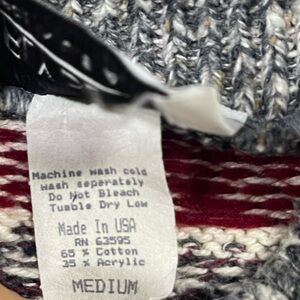 Machine wash cold
wash seperately
Do Not Bleach
Tumble Dry Low
Made In USA
RN 63595
65 % Cotton
35 % Acrylic
MEDIUM